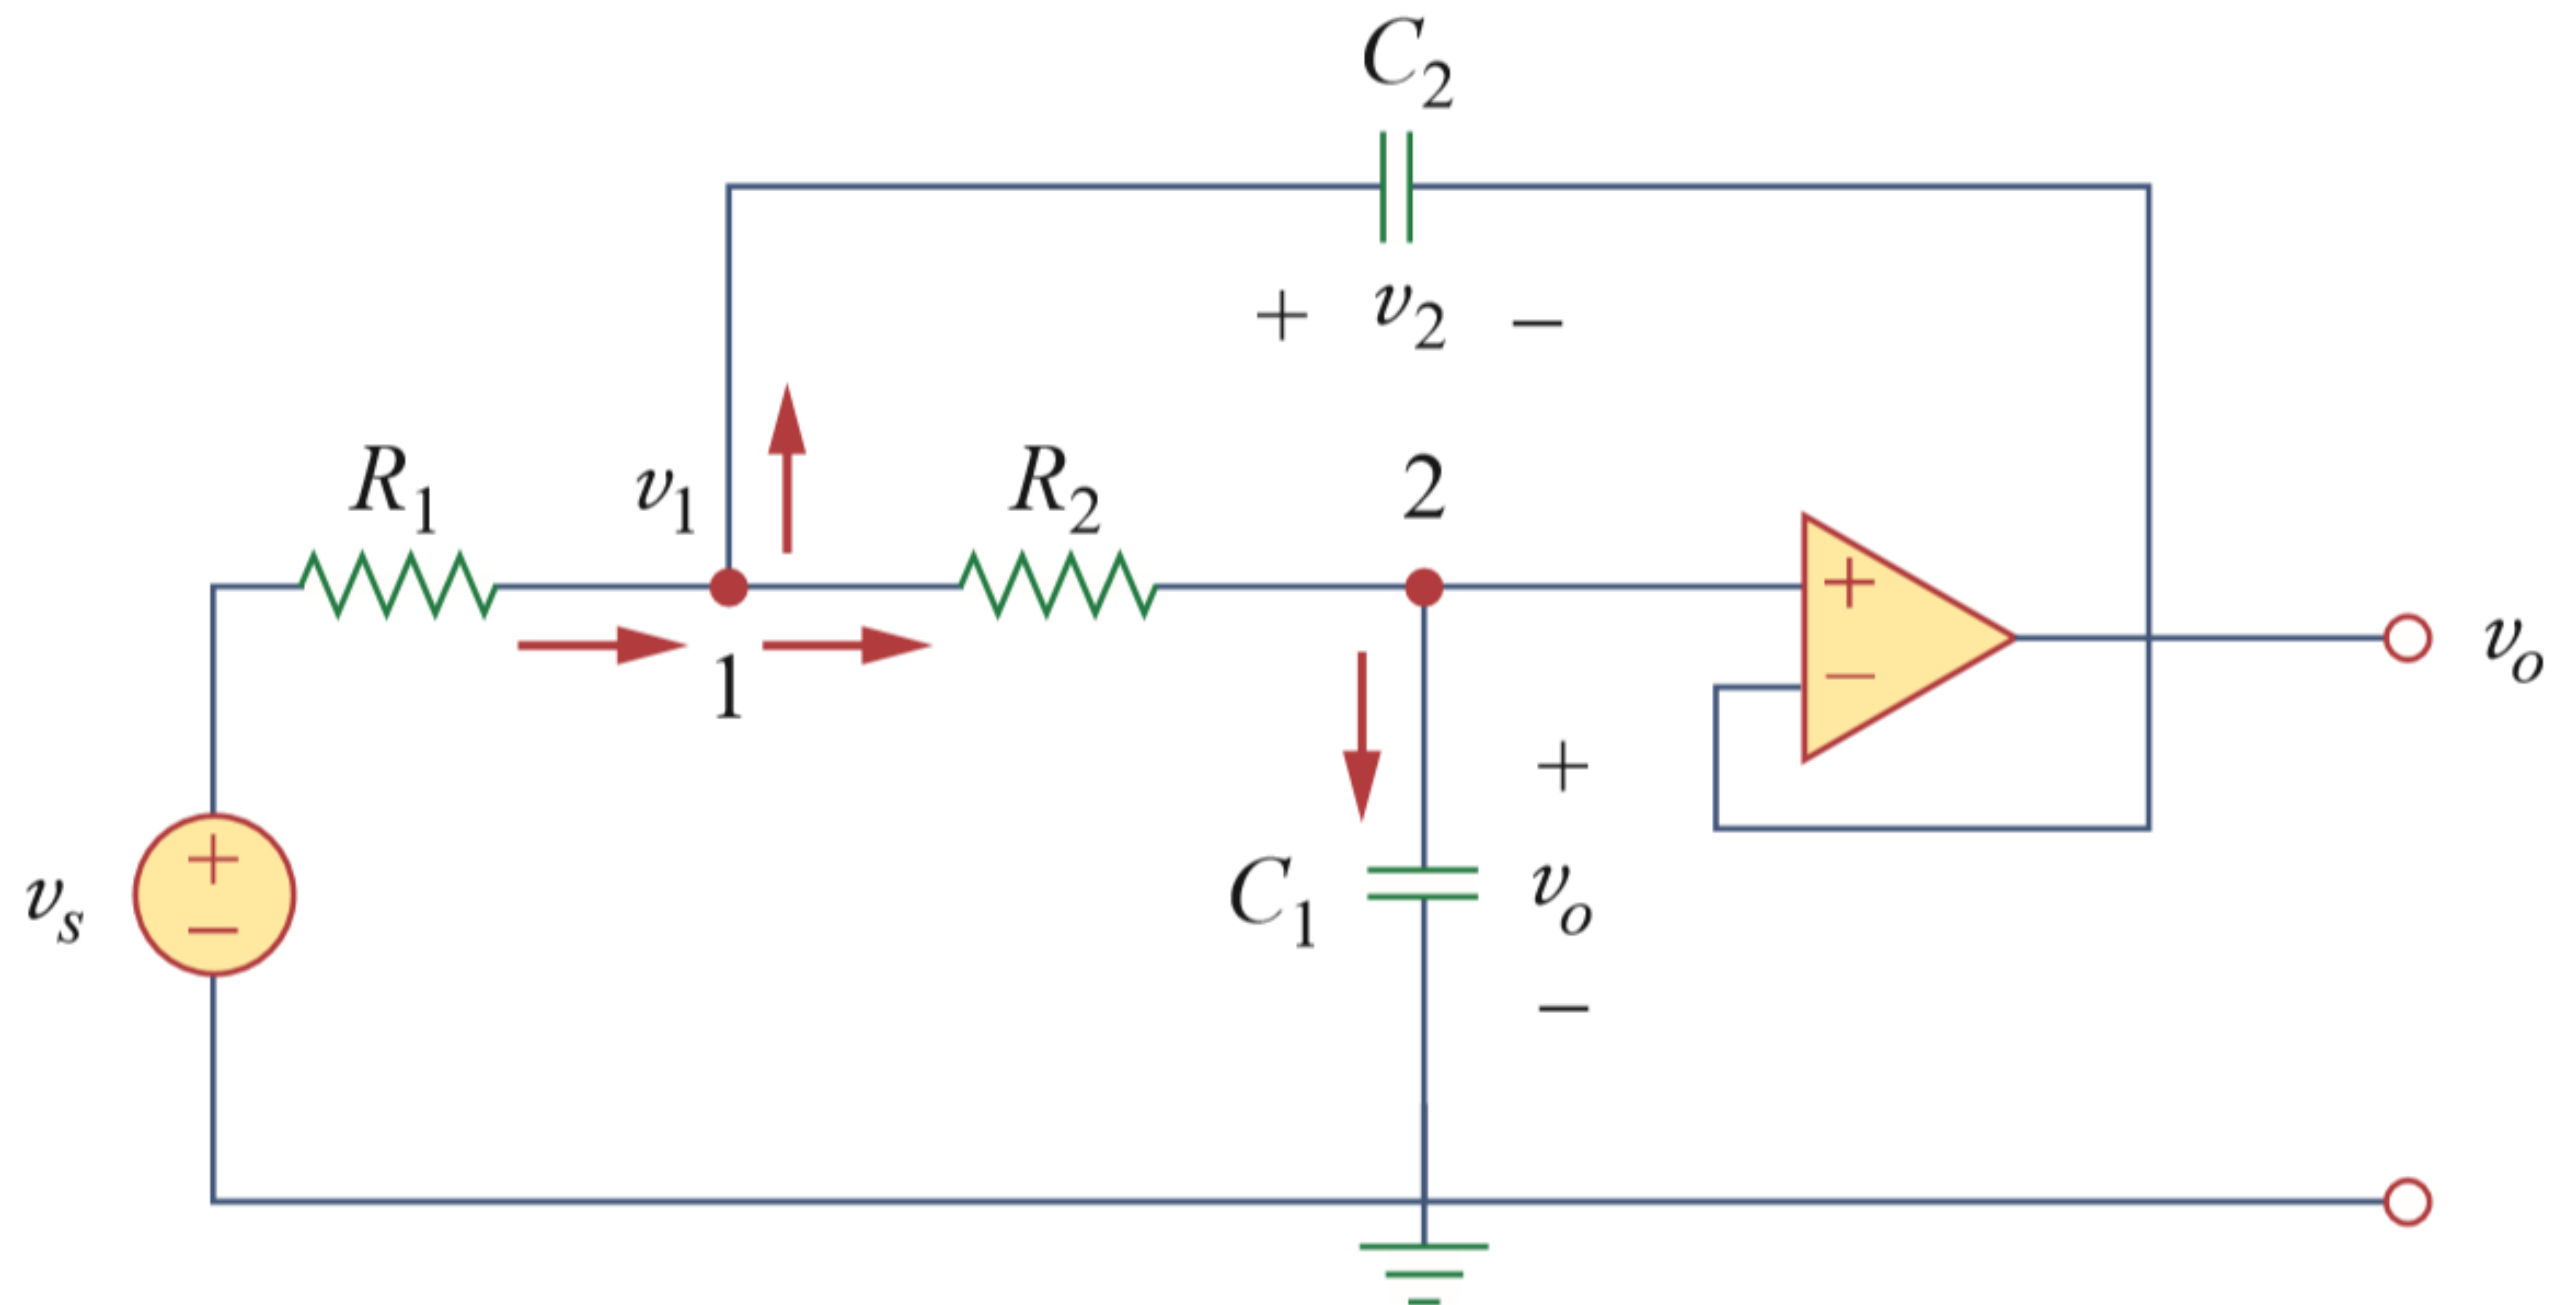 C₂
+ v₂ −
R₁
v₁
R₂
2
1
+
−
vₒ
+
−
vₛ
C₁
+
vₒ
−